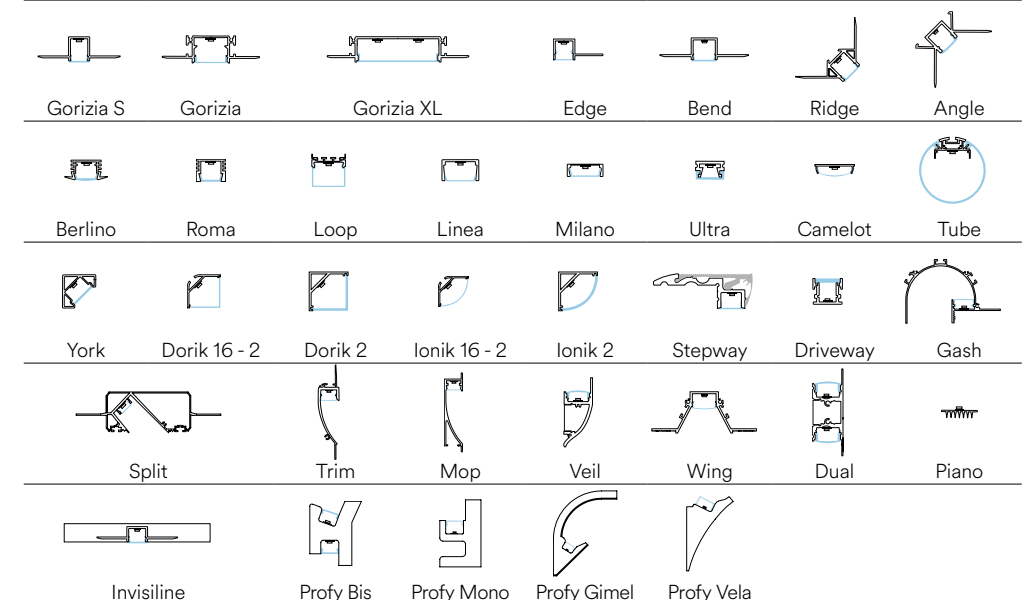 Gorizia S Gorizia Gorizia XL Edge Bend Ridge Angle
Berlino Roma Loop Linea Milano Ultra Camelot Tube
York Dorik 16 - 2 Dorik 2 Ionik 16 - 2 Ionik 2 Stepway Driveway Gash
Split Trim Mop Veil Wing Dual Piano
Invisiline Profy Bis Profy Mono Profy Gimel Profy Vela